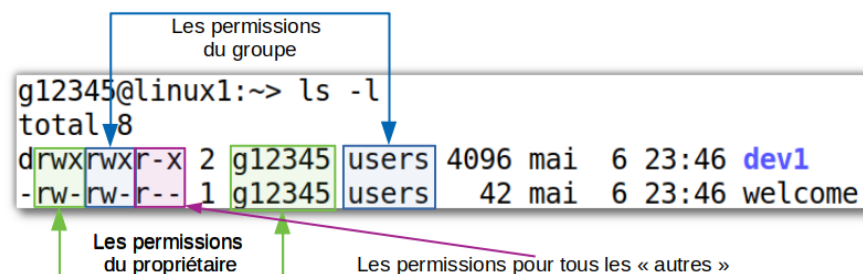 Les permissions
du groupe
g12345@linux1:~> ls -l
total 8
drwxrwxr-x 2 g12345 users 4096 mai  6 23:46 dev1
-rw-rw-r-- 1 g12345 users   42 mai  6 23:46 welcome
Les permissions
du propriétaire
Les permissions pour tous les « autres »